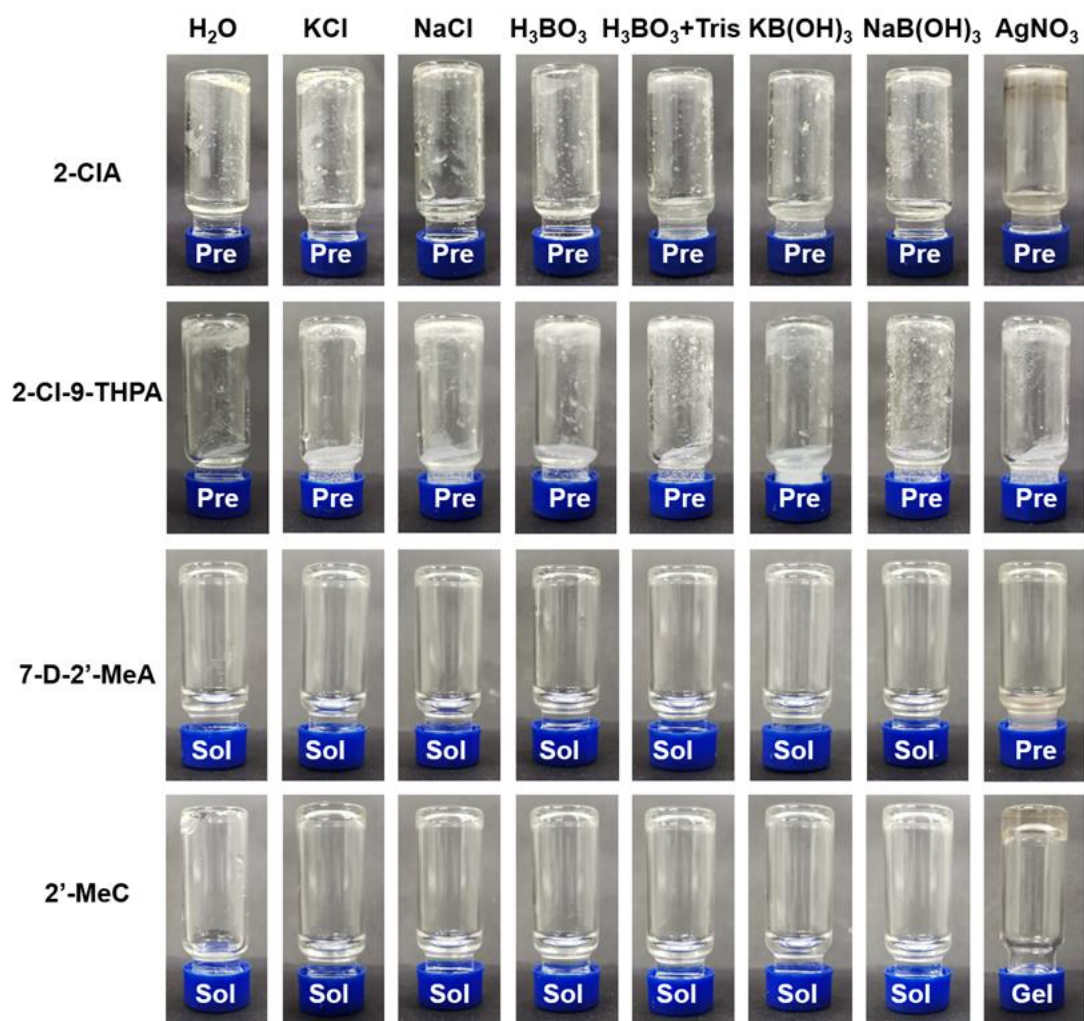 H₂O KCl NaCl H₃BO₃ H₃BO₃+Tris KB(OH)₃ NaB(OH)₃ AgNO₃
2-ClA
Pre Pre Pre Pre Pre Pre Pre Pre
2-Cl-9-THPA
Pre Pre Pre Pre Pre Pre Pre Pre
7-D-2’-MeA
Sol Sol Sol Sol Sol Sol Sol Pre
2’-MeC
Sol Sol Sol Sol Sol Sol Sol Gel